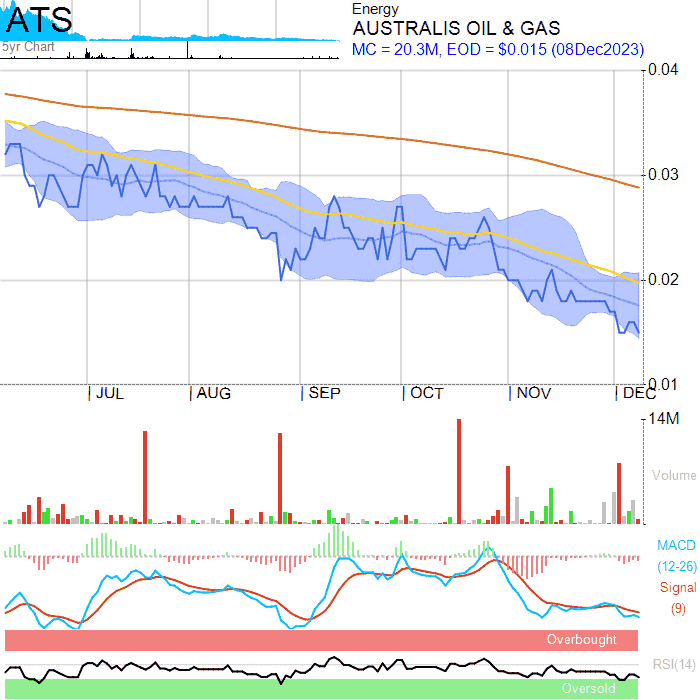 ATS
5yr Chart
Energy
AUSTRALIS OIL & GAS
MC = 20.3M, EOD = $0.015 (08Dec2023)
0.04
0.03
0.02
0.01
JUL AUG SEP OCT NOV DEC
14M
Volume
MACD
(12-26)
Signal
(9)
Overbought
RSI(14)
Oversold